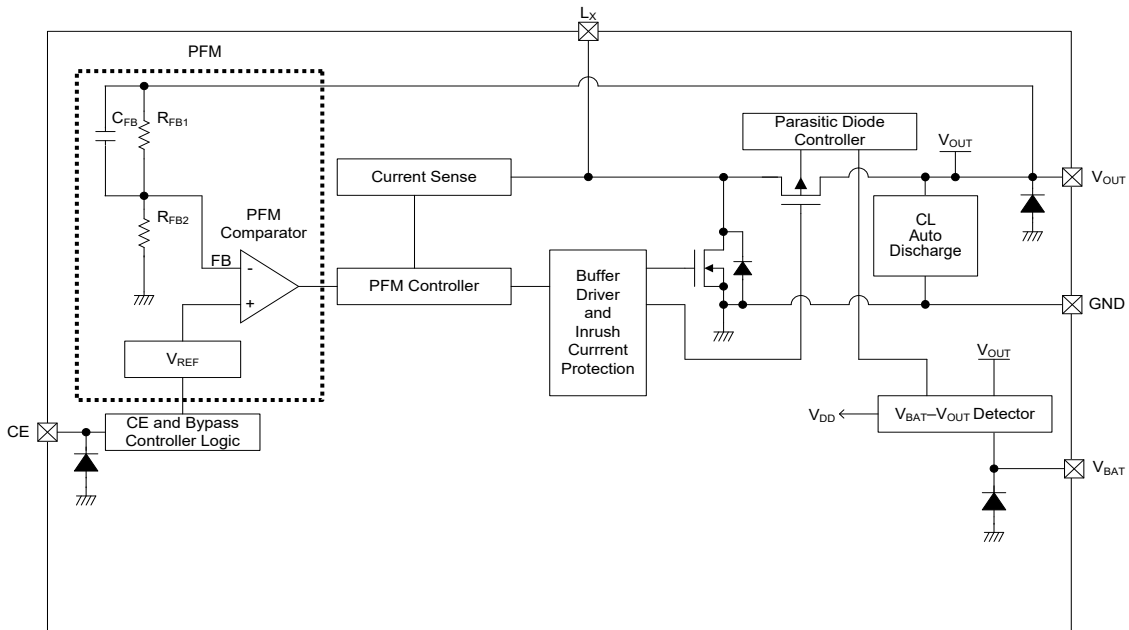 LX
PFM
CFB
RFB1
Parasitic Diode
Controller
VOUT
Current Sense
VOUT
RFB2
PFM
Comparator
CL
Auto
Discharge
FB
-
+
PFM Controller
Buffer
Driver
and
Inrush
Currrent
Protection
GND
VREF
VOUT
CE
CE and Bypass
Controller Logic
VDD
VBAT–VOUT Detector
VBAT